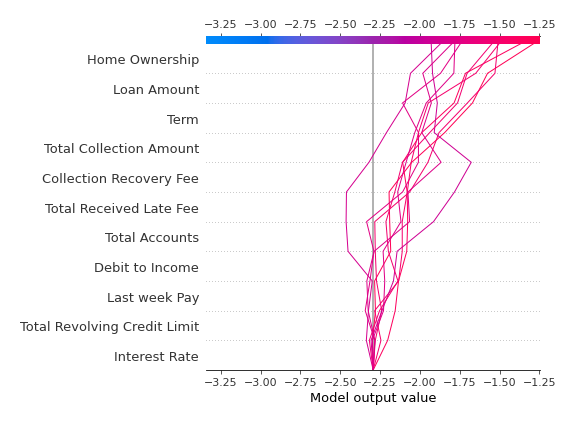 −3.25 −3.00 −2.75 −2.50 −2.25 −2.00 −1.75 −1.50 −1.25
Home Ownership
Loan Amount
Term
Total Collection Amount
Collection Recovery Fee
Total Received Late Fee
Total Accounts
Debit to Income
Last week Pay
Total Revolving Credit Limit
Interest Rate
−3.25 −3.00 −2.75 −2.50 −2.25 −2.00 −1.75 −1.50 −1.25
Model output value